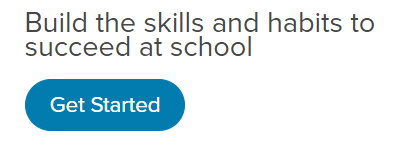 Build the skills and habits to
succeed at school
Get Started